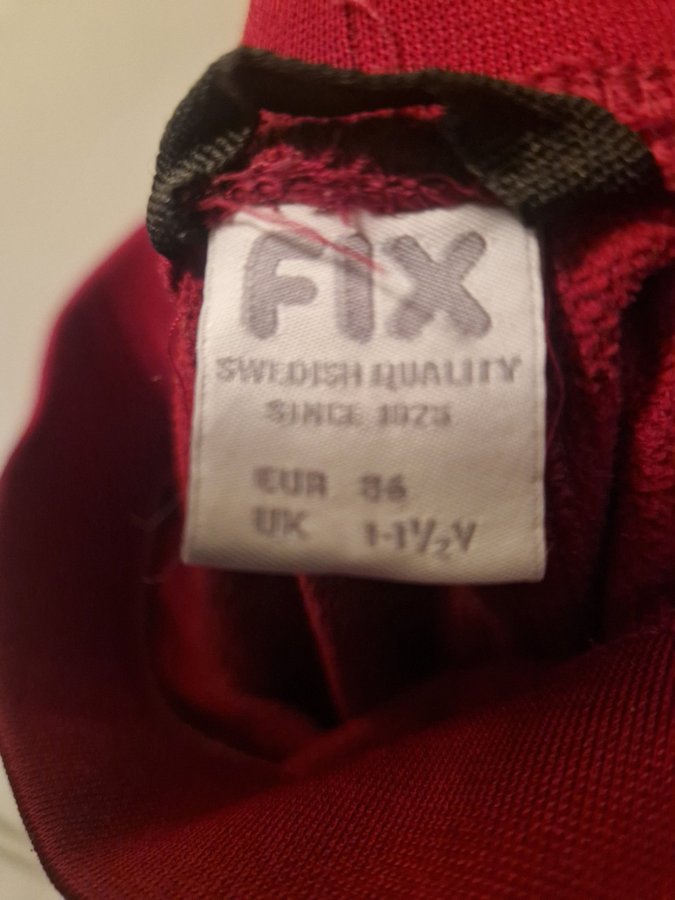 FIX
SWEDISH QUALITY
SINCE 1975
EUR 86
UK 1-1½Y